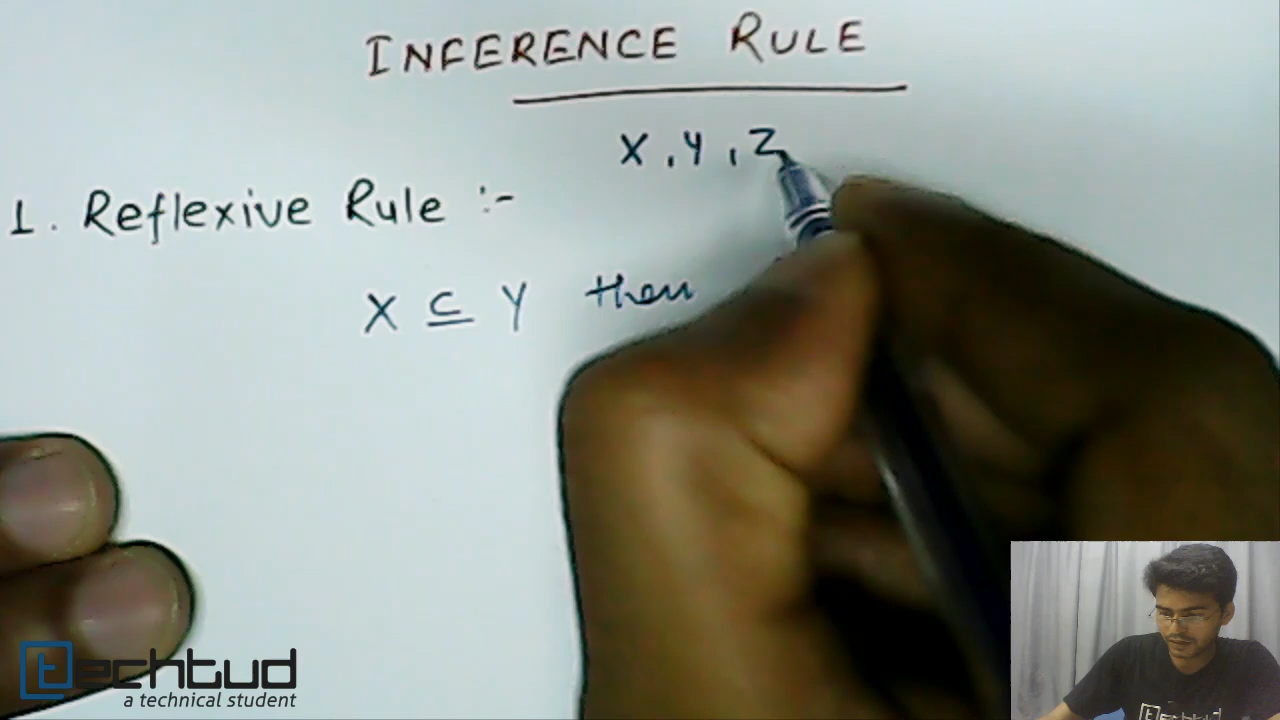 INFERENCE RULE
X, Y, Z
1. Reflexive Rule :-
X ⊆ Y then
techtud
a technical student